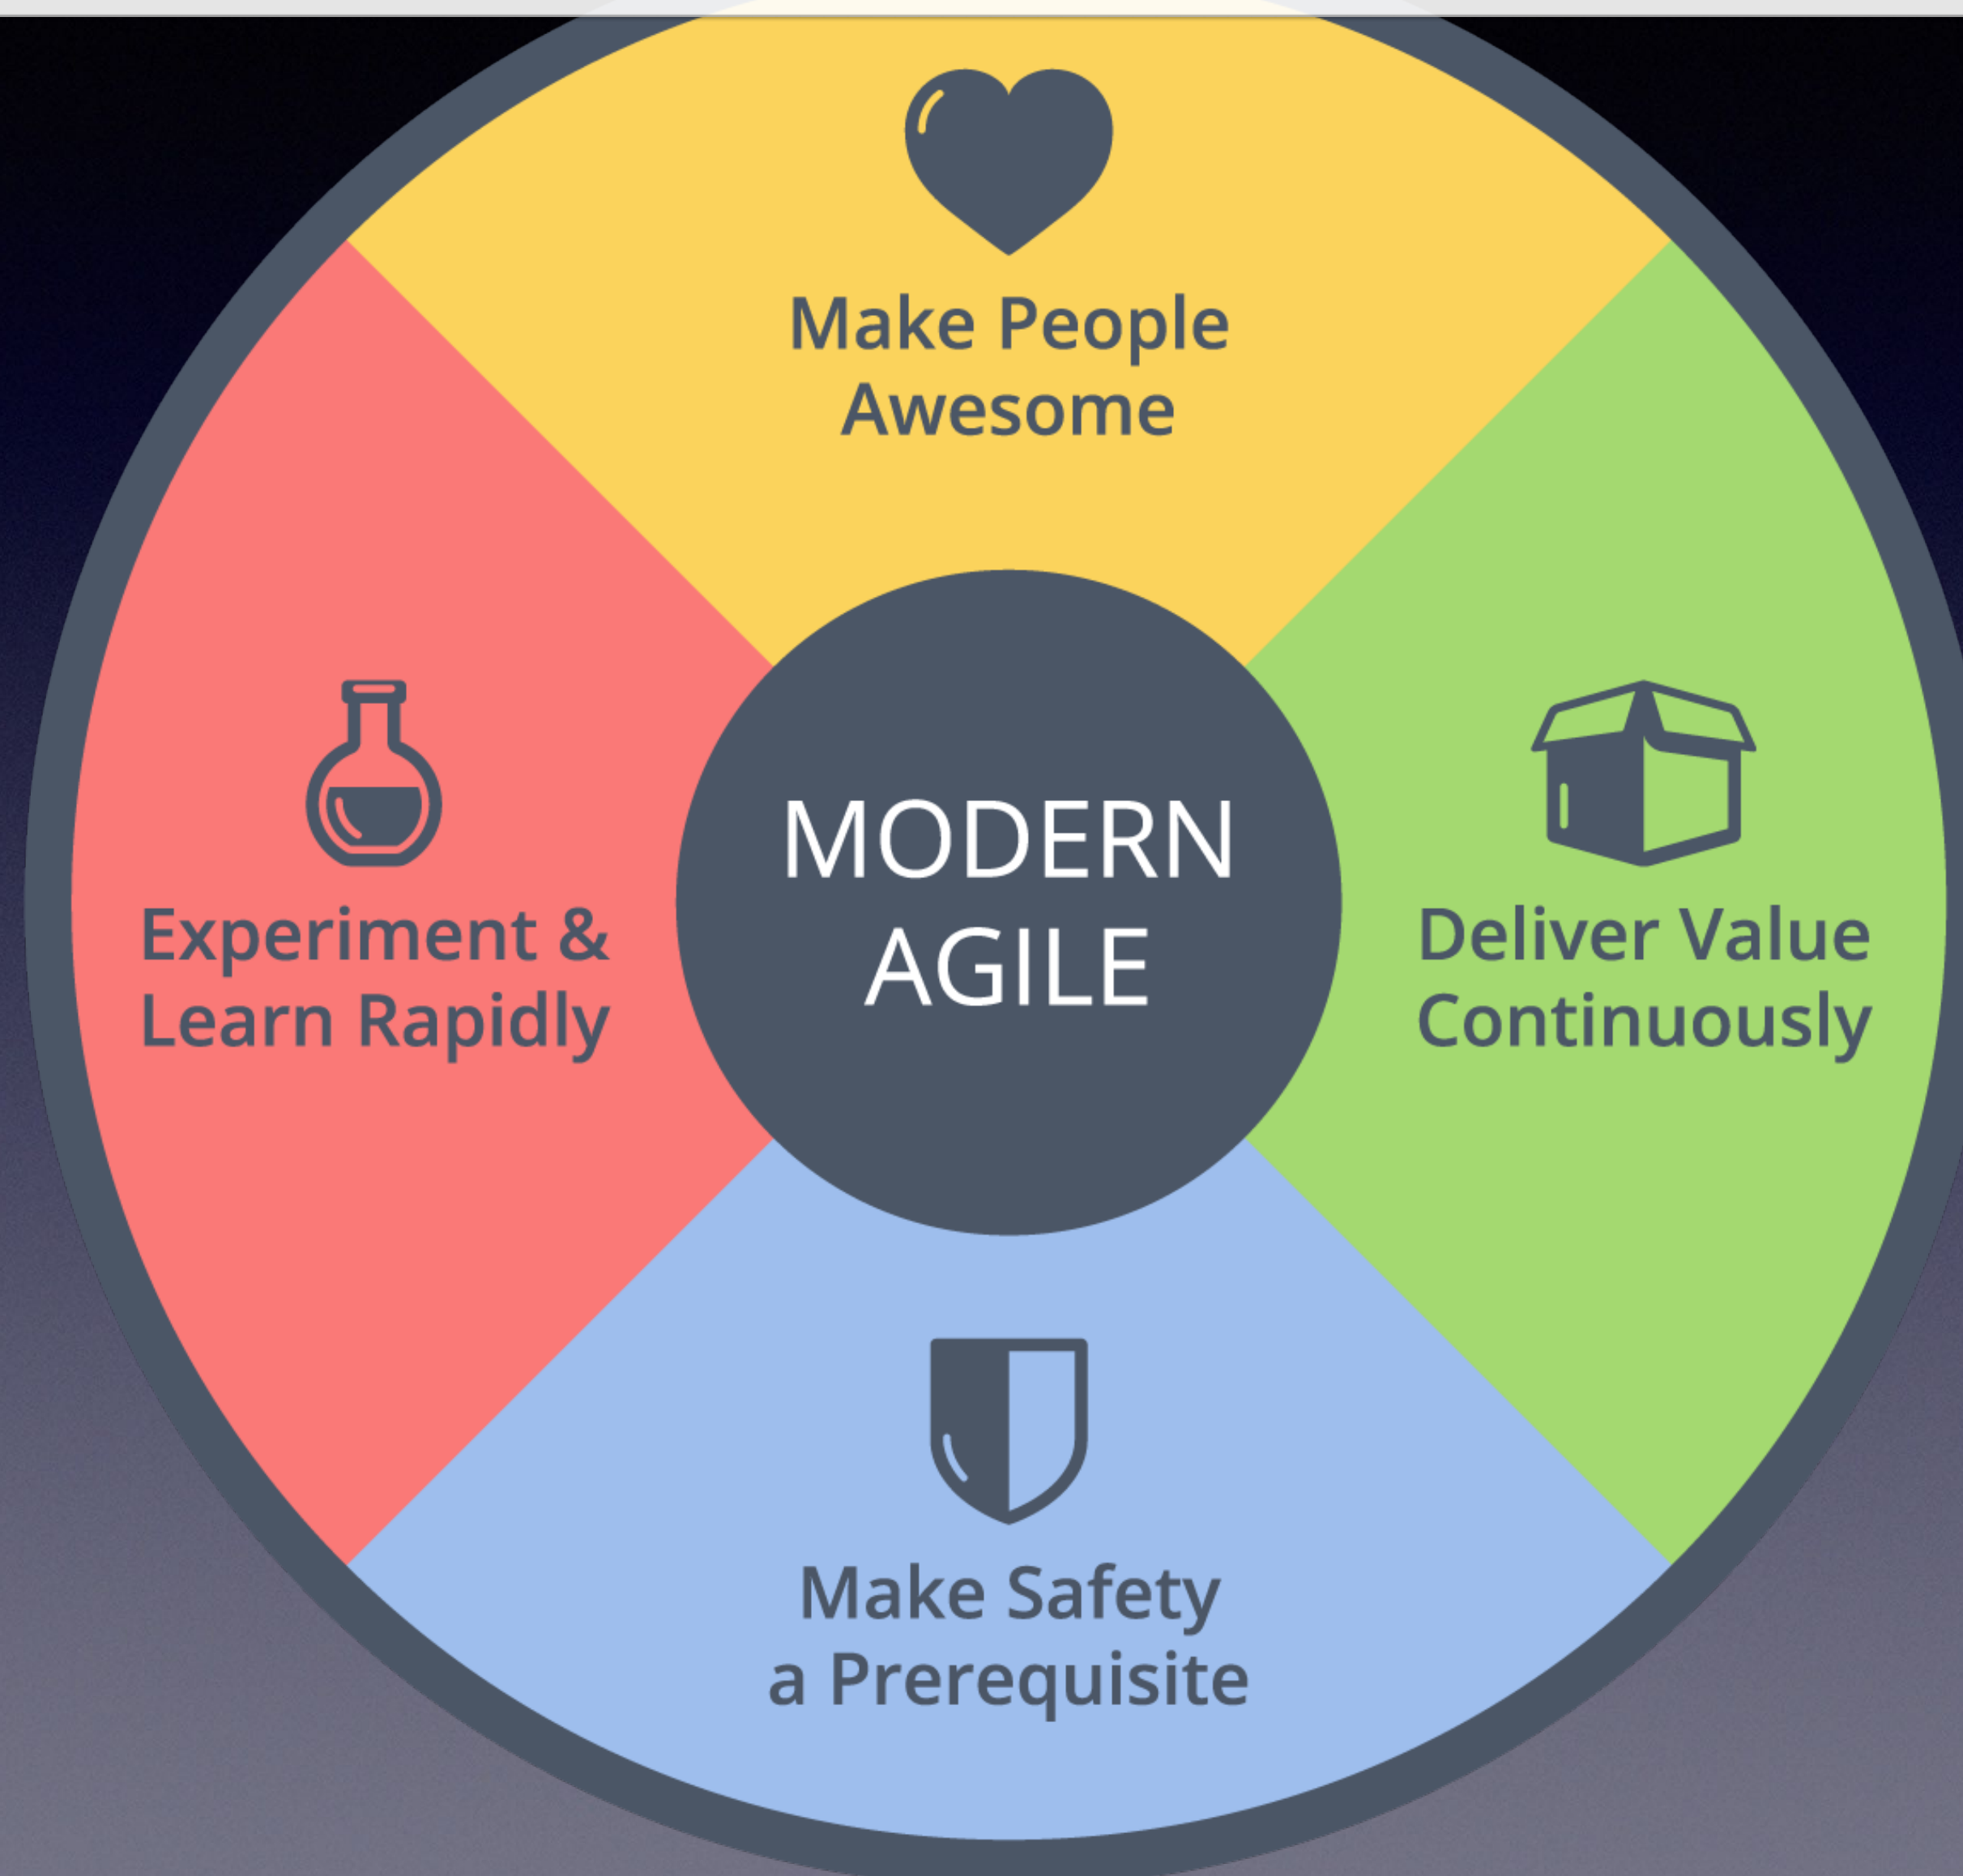 Make People
Awesome
Experiment &
Learn Rapidly
MODERN
AGILE
Deliver Value
Continuously
Make Safety
a Prerequisite